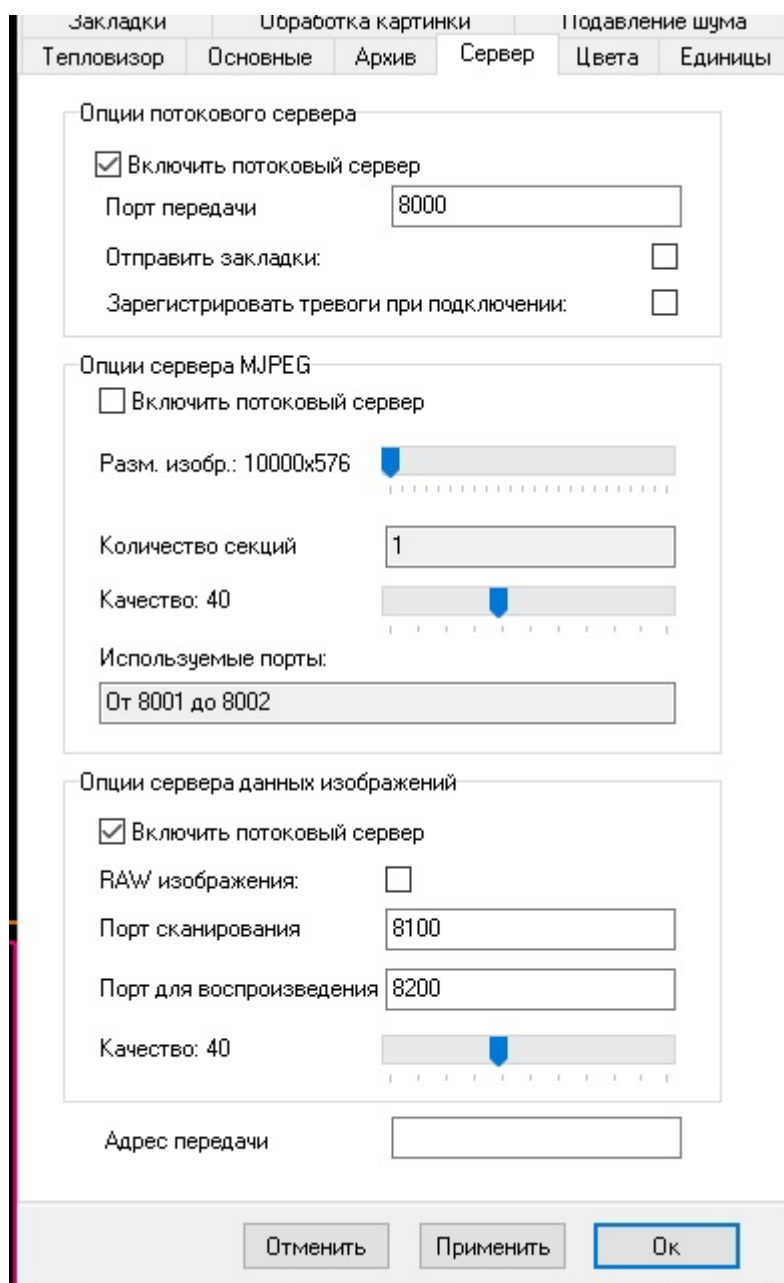 Закладки Обработка картинки Подавление шума
Тепловизор Основные Архив Сервер Цвета Единицы
Опции потокового сервера
Включить потоковый сервер
Порт передачи 8000
Отправить закладки:
Зарегистрировать тревоги при подключении:
Опции сервера MJPEG
Включить потоковый сервер
Разм. изобр.: 10000x576
Количество секций 1
Качество: 40
Используемые порты:
От 8001 до 8002
Опции сервера данных изображений
Включить потоковый сервер
RAW изображения:
Порт сканирования 8100
Порт для воспроизведения 8200
Качество: 40
Адрес передачи
Отменить Применить Ок